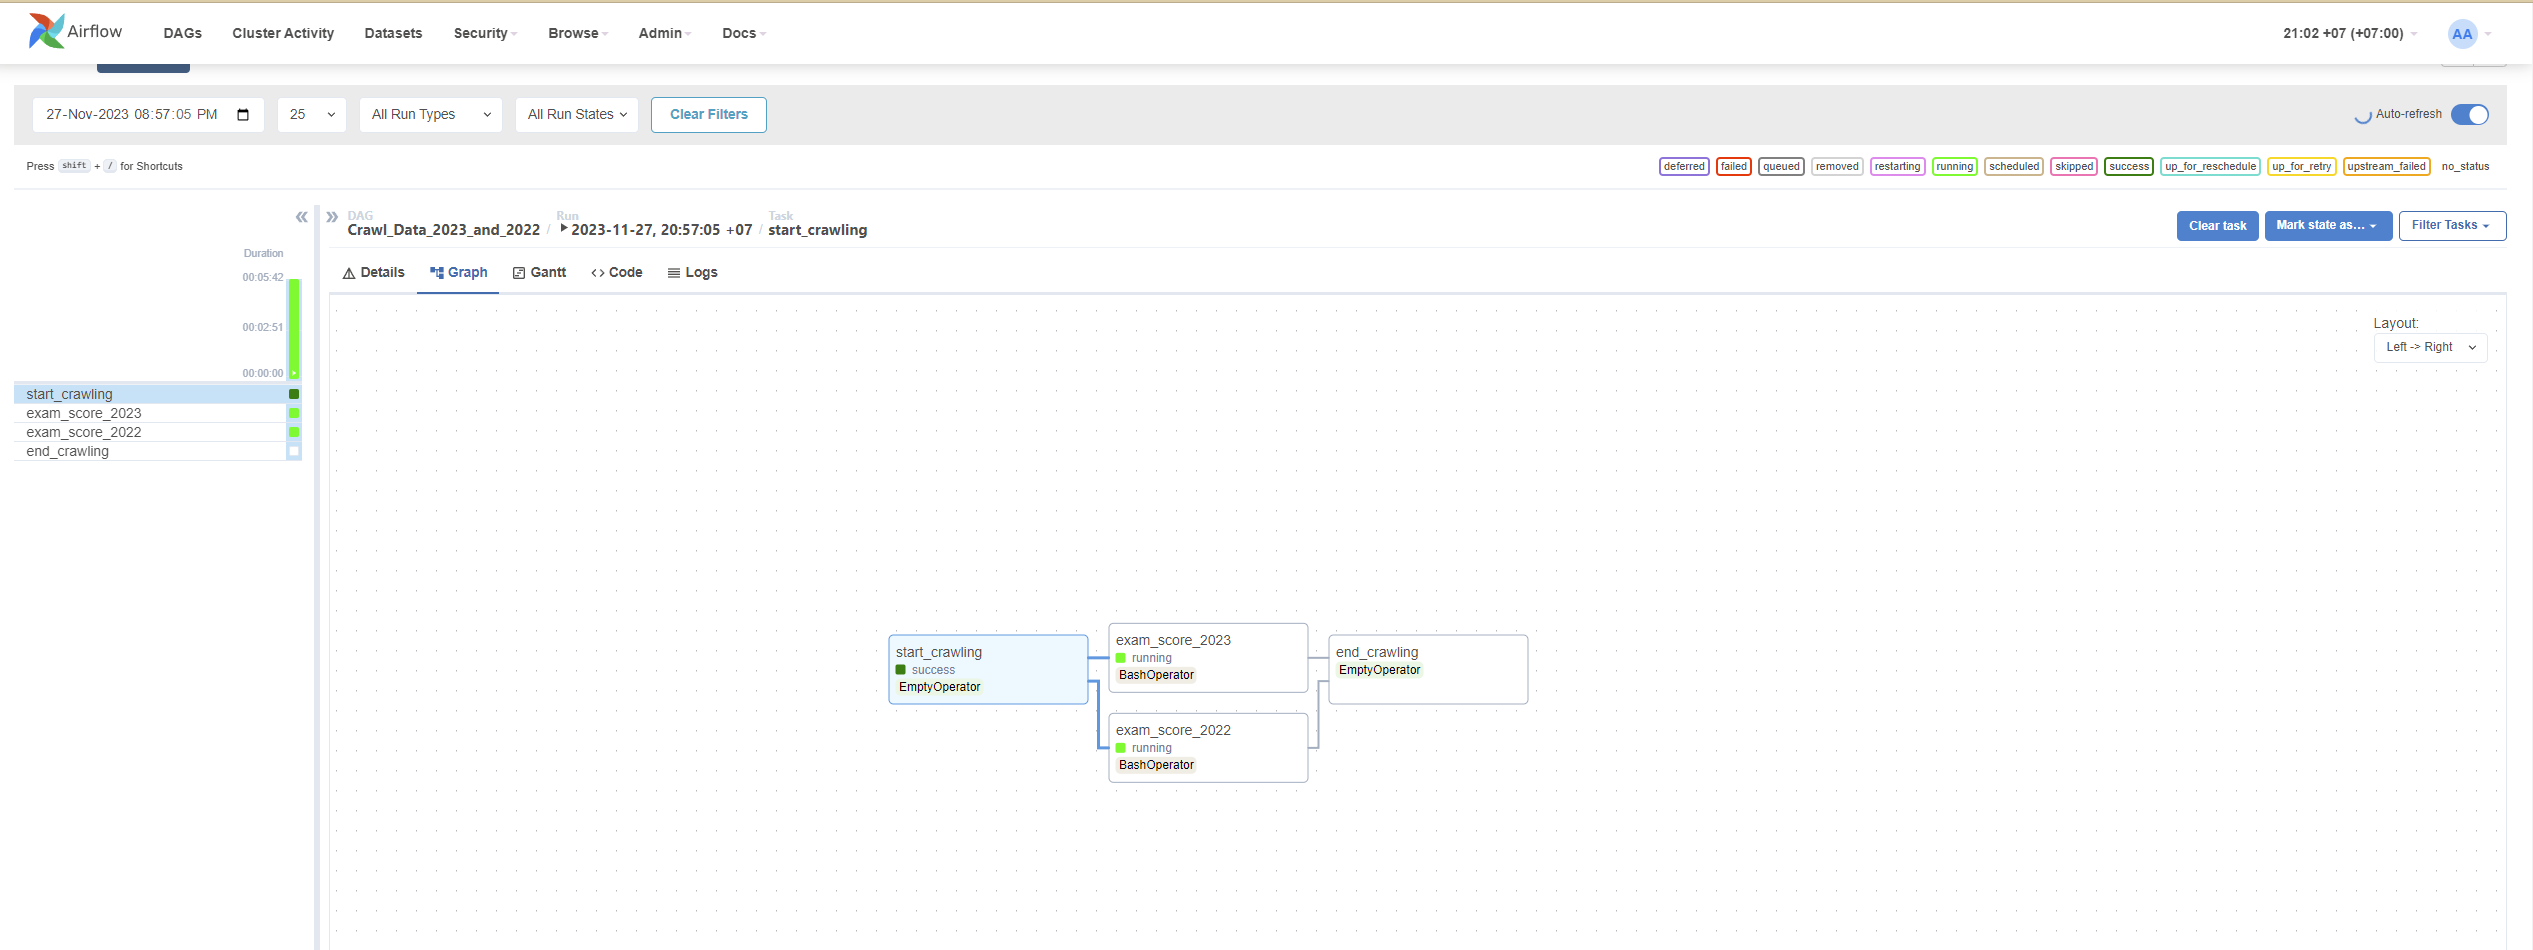 Airflow DAGs Cluster Activity Datasets Security Browse Admin Docs 21:02 +07 (+07:00) AA
27-Nov-2023 08:57:05 PM 25 All Run Types All Run States Clear Filters Auto-refresh
Press shift + / for Shortcuts deferred failed queued removed restarting running scheduled skipped success up_for_reschedule up_for_retry upstream_failed no_status
DAG Run Task
Crawl_Data_2023_and_2022 / 2023-11-27, 20:57:05 +07 / start_crawling
Clear task Mark state as... Filter Tasks
Details Graph Gantt Code Logs
Duration
00:05:42
00:02:51
00:00:00
start_crawling
exam_score_2023
exam_score_2022
end_crawling
Layout:
Left -> Right
start_crawling
success
EmptyOperator
exam_score_2023
running
BashOperator
exam_score_2022
running
BashOperator
end_crawling
EmptyOperator